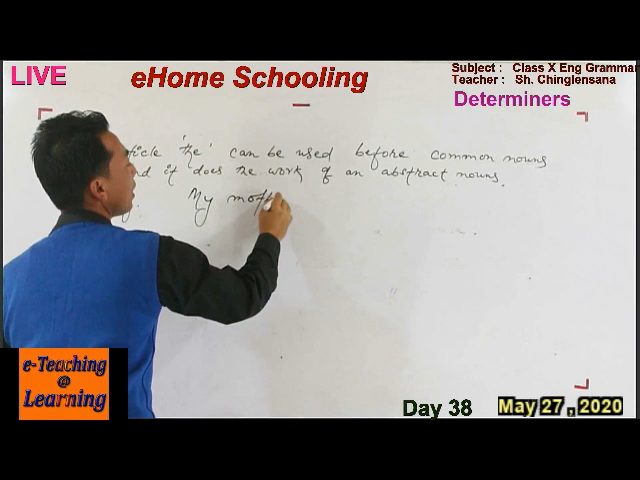 LIVE
eHome Schooling
Subject : Class X Eng Grammar
Teacher : Sh. Chinglensana
Determiners
ticle 'the' can be used before common nouns
nd it does the work of an abstract nouns.
My moth
e-Teaching
@
Learning
Day 38
May 27 , 2020